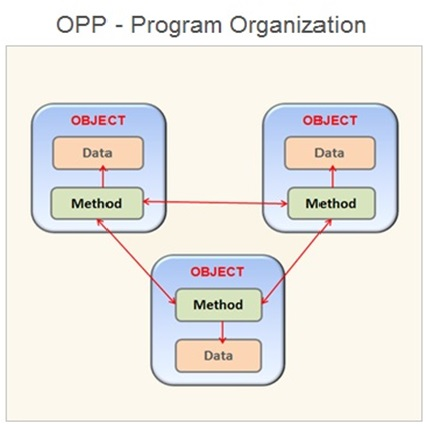 OPP - Program Organization
OBJECT
Data
Method
OBJECT
Data
Method
OBJECT
Method
Data